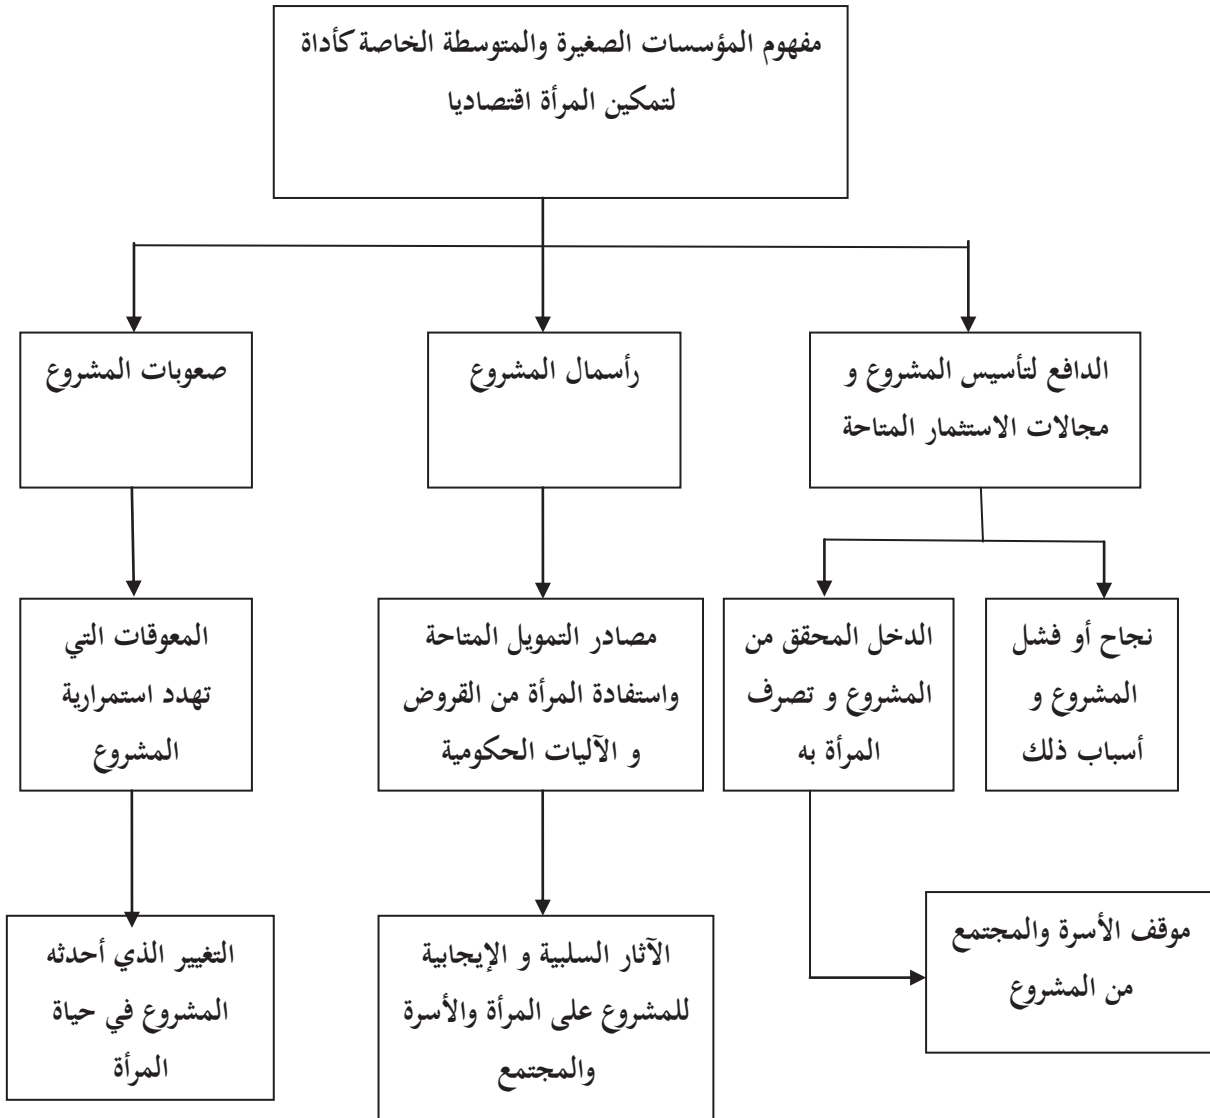 مفهوم المؤسسات الصغيرة والمتوسطة الخاصة كأداة
لتمكين المرأة اقتصاديا
الدافع لتأسيس المشروع و
مجالات الاستثمار المتاحة
رأسمال المشروع
صعوبات المشروع
نجاح أو فشل
المشروع و
أسباب ذلك
الدخل المحقق من
المشروع و تصرف
المرأة به
مصادر التمويل المتاحة
واستفادة المرأة من القروض
و الآليات الحكومية
المعوقات التي
تهدد استمرارية
المشروع
موقف الأسرة والمجتمع
من المشروع
الآثار السلبية و الإيجابية
للمشروع على المرأة والأسرة
والمجتمع
التغيير الذي أحدثه
المشروع في حياة
المرأة